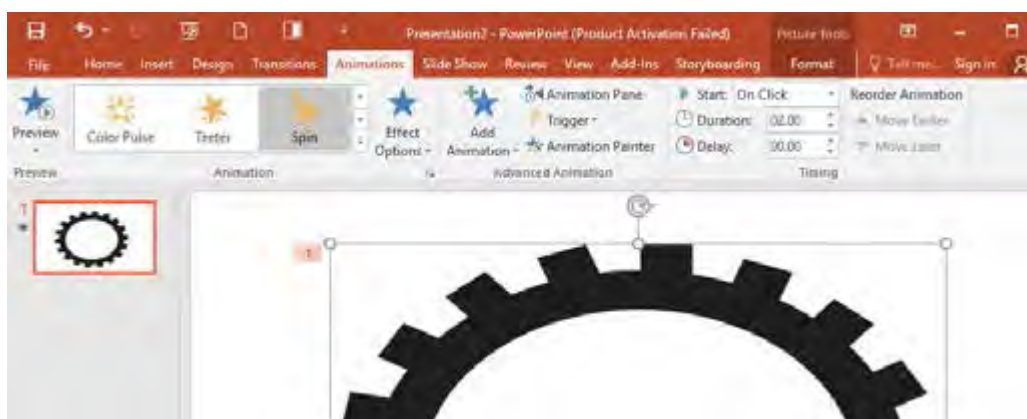 Presentation2 - PowerPoint (Product Activation Failed) Picture Tools
File Home Insert Design Transitions Animations Slide Show Review View Add-Ins Storyboarding Format Tell me... Sign in
Preview Color Pulse Teeter Spin Effect Options Add Animation Animation Pane Start: On Click Reorder Animation
Trigger Duration: 02.00 Move Earlier
Animation Painter Delay: 00.00 Move Later
Preview Animation Advanced Animation Timing
1
1